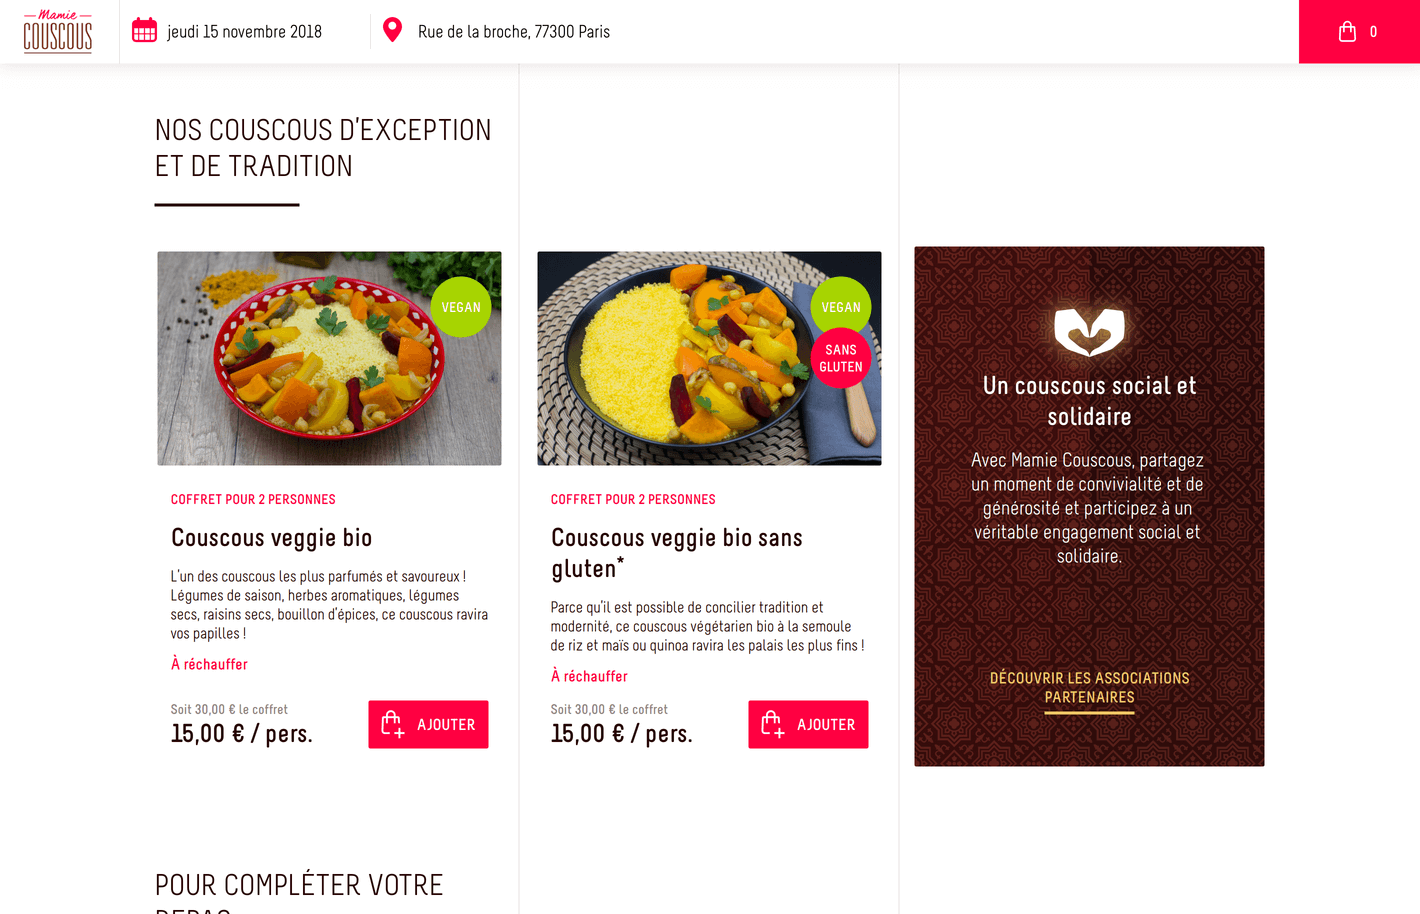 Mamie
COUSCOUS
jeudi 15 novembre 2018
Rue de la broche, 77300 Paris
0
NOS COUSCOUS D'EXCEPTION
ET DE TRADITION
VEGAN
COFFRET POUR 2 PERSONNES
Couscous veggie bio
L'un des couscous les plus parfumés et savoureux !
Légumes de saison, herbes aromatiques, légumes
secs, raisins secs, bouillon d'épices, ce couscous ravira
vos papilles !
À réchauffer
Soit 30,00 € le coffret
15,00 € / pers.
AJOUTER
VEGAN
SANS
GLUTEN
COFFRET POUR 2 PERSONNES
Couscous veggie bio sans
gluten*
Parce qu'il est possible de concilier tradition et
modernité, ce couscous végétarien bio à la semoule
de riz et maïs ou quinoa ravira les palais les plus fins !
À réchauffer
Soit 30,00 € le coffret
15,00 € / pers.
AJOUTER
Un couscous social et
solidaire
Avec Mamie Couscous, partagez
un moment de convivialité et de
générosité et participez à un
véritable engagement social et
solidaire.
DÉCOUVRIR LES ASSOCIATIONS
PARTENAIRES
POUR COMPLÉTER VOTRE